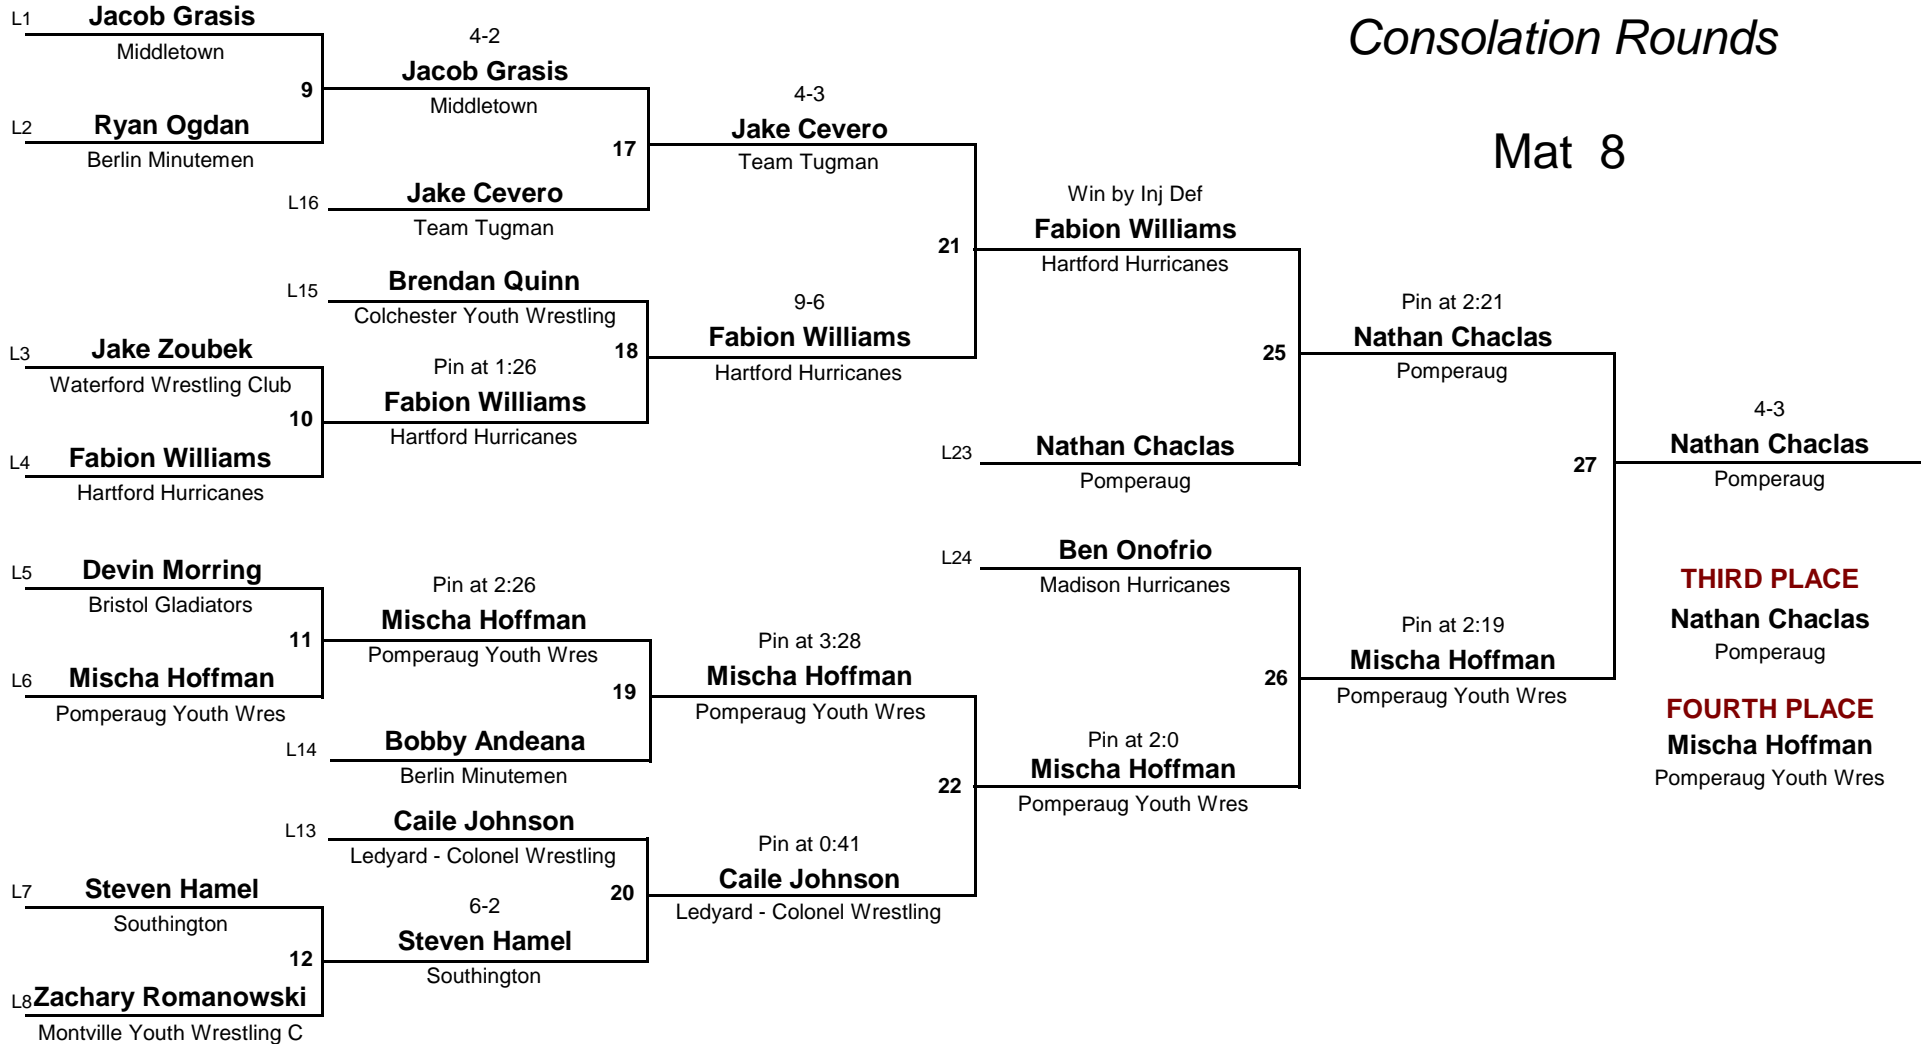 Consolation Rounds
Mat 8
L1 Jacob Grasis
Middletown
9
L2 Ryan Ogdan
Berlin Minutemen
4-2
Jacob Grasis
Middletown
17
L16 Jake Cevero
Team Tugman
4-3
Jake Cevero
Team Tugman
L15 Brendan Quinn
Colchester Youth Wrestling
18
L3 Jake Zoubek
Waterford Wrestling Club
10
L4 Fabion Williams
Hartford Hurricanes
Pin at 1:26
Fabion Williams
Hartford Hurricanes
9-6
Fabion Williams
Hartford Hurricanes
21
Win by Inj Def
Fabion Williams
Hartford Hurricanes
25
L23 Nathan Chaclas
Pomperaug
Pin at 2:21
Nathan Chaclas
Pomperaug
27
4-3
Nathan Chaclas
Pomperaug
L5 Devin Morring
Bristol Gladiators
11
L6 Mischa Hoffman
Pomperaug Youth Wres
Pin at 2:26
Mischa Hoffman
Pomperaug Youth Wres
19
L14 Bobby Andeana
Berlin Minutemen
Pin at 3:28
Mischa Hoffman
Pomperaug Youth Wres
22
L13 Caile Johnson
Ledyard - Colonel Wrestling
20
L7 Steven Hamel
Southington
12
L8 Zachary Romanowski
Montville Youth Wrestling C
6-2
Steven Hamel
Southington
Pin at 0:41
Caile Johnson
Ledyard - Colonel Wrestling
L24 Ben Onofrio
Madison Hurricanes
26
Pin at 2:0
Mischa Hoffman
Pomperaug Youth Wres
Pin at 2:19
Mischa Hoffman
Pomperaug Youth Wres
THIRD PLACE
Nathan Chaclas
Pomperaug
FOURTH PLACE
Mischa Hoffman
Pomperaug Youth Wres